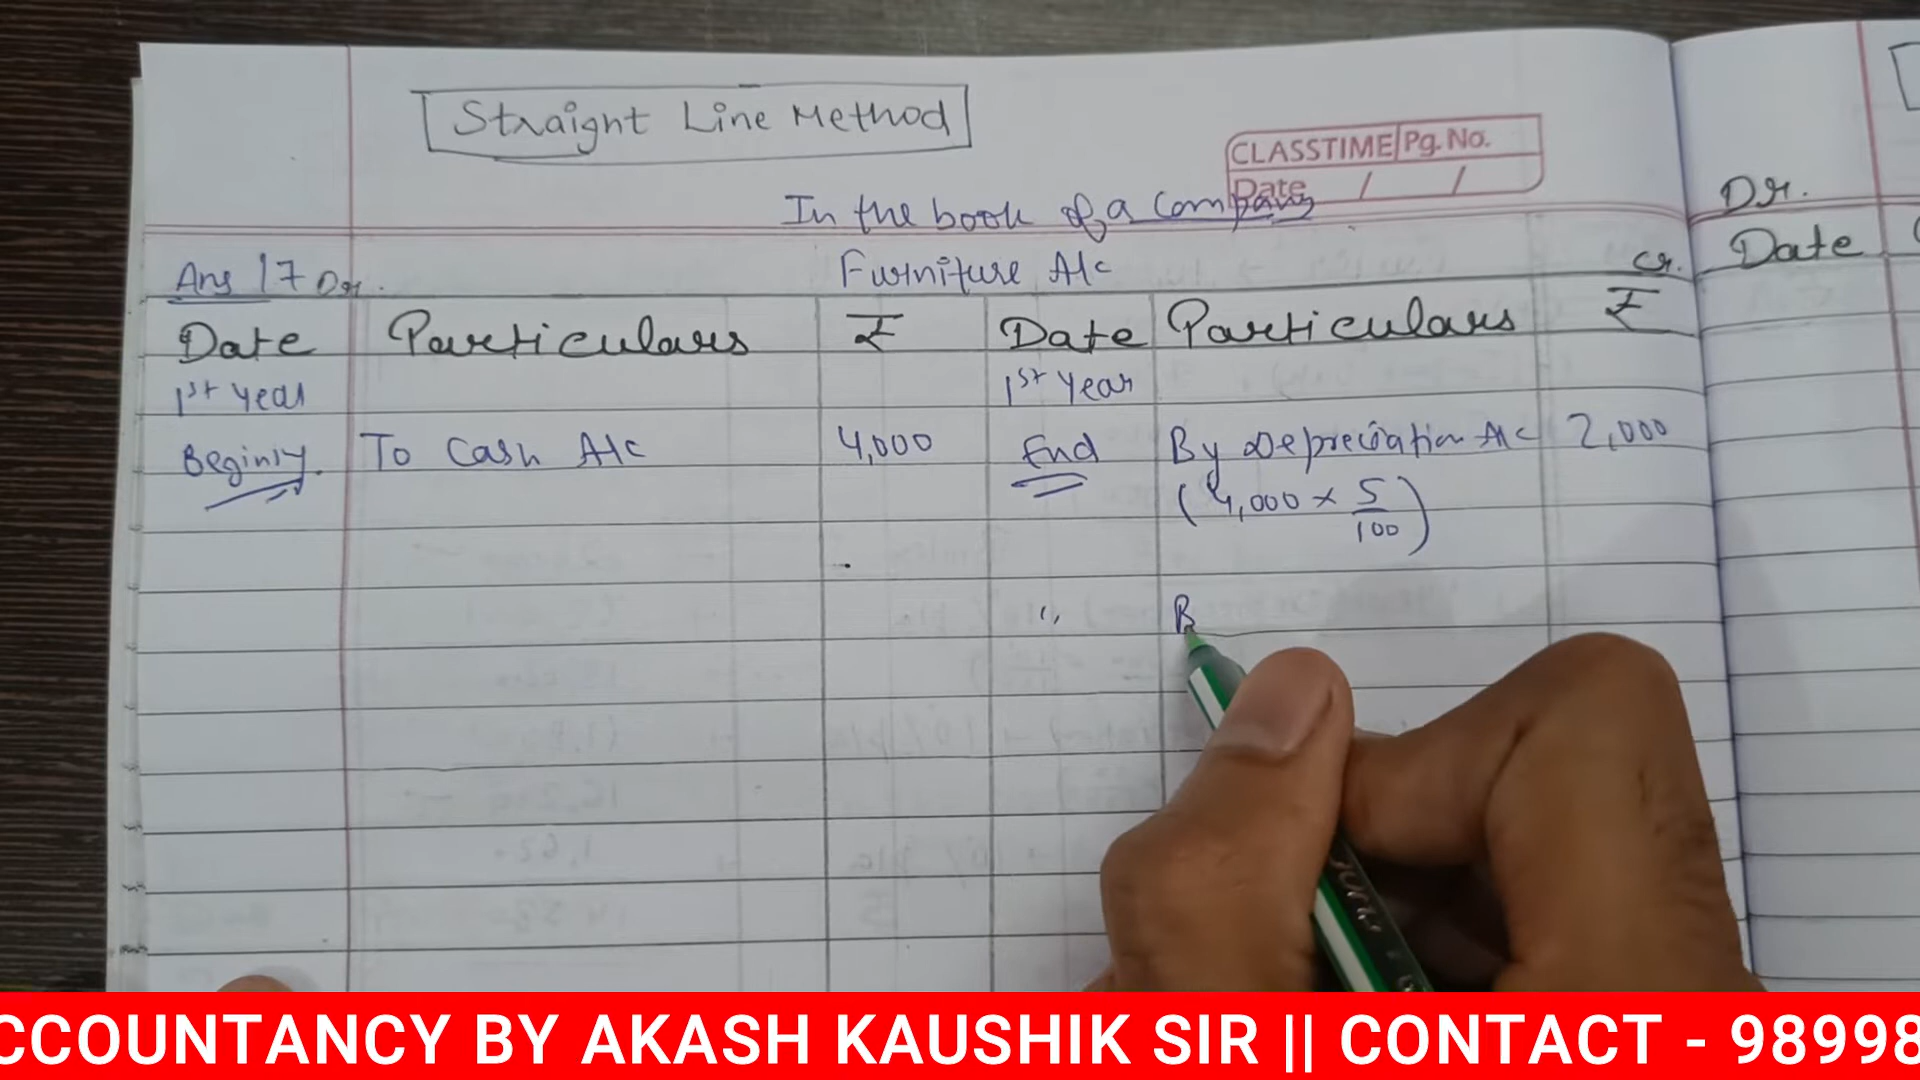 Straight Line Method
CLASSTIME Pg. No.
Date / /
In the book of a Company
Ans 17 Dr. Furniture A/c Cr.
Date Particulars ₹ Date Particulars ₹
1st Year 1st Year
Beginig. To Cash A/c 4,000 End By Depreciation A/c 2,000
(4,000 × 5/100)
" B
Dr.
Date
CCOUNTANCY BY AKASH KAUSHIK SIR || CONTACT - 98998